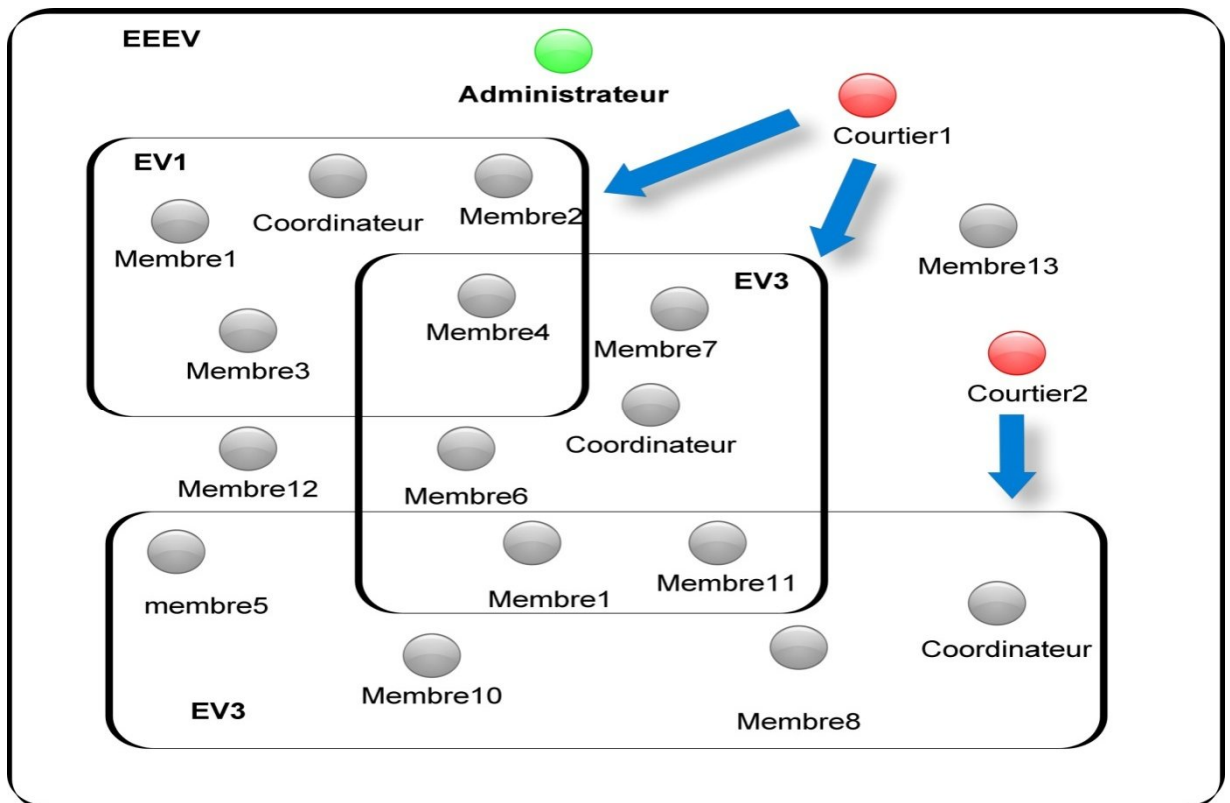 EEEV
Administrateur
Courtier1
EV1
Coordinateur
Membre2
Membre1
Membre13
EV3
Membre4
Membre7
Membre3
Courtier2
Coordinateur
Membre12
Membre6
membre5
Membre1
Membre11
Coordinateur
Membre10
EV3
Membre8